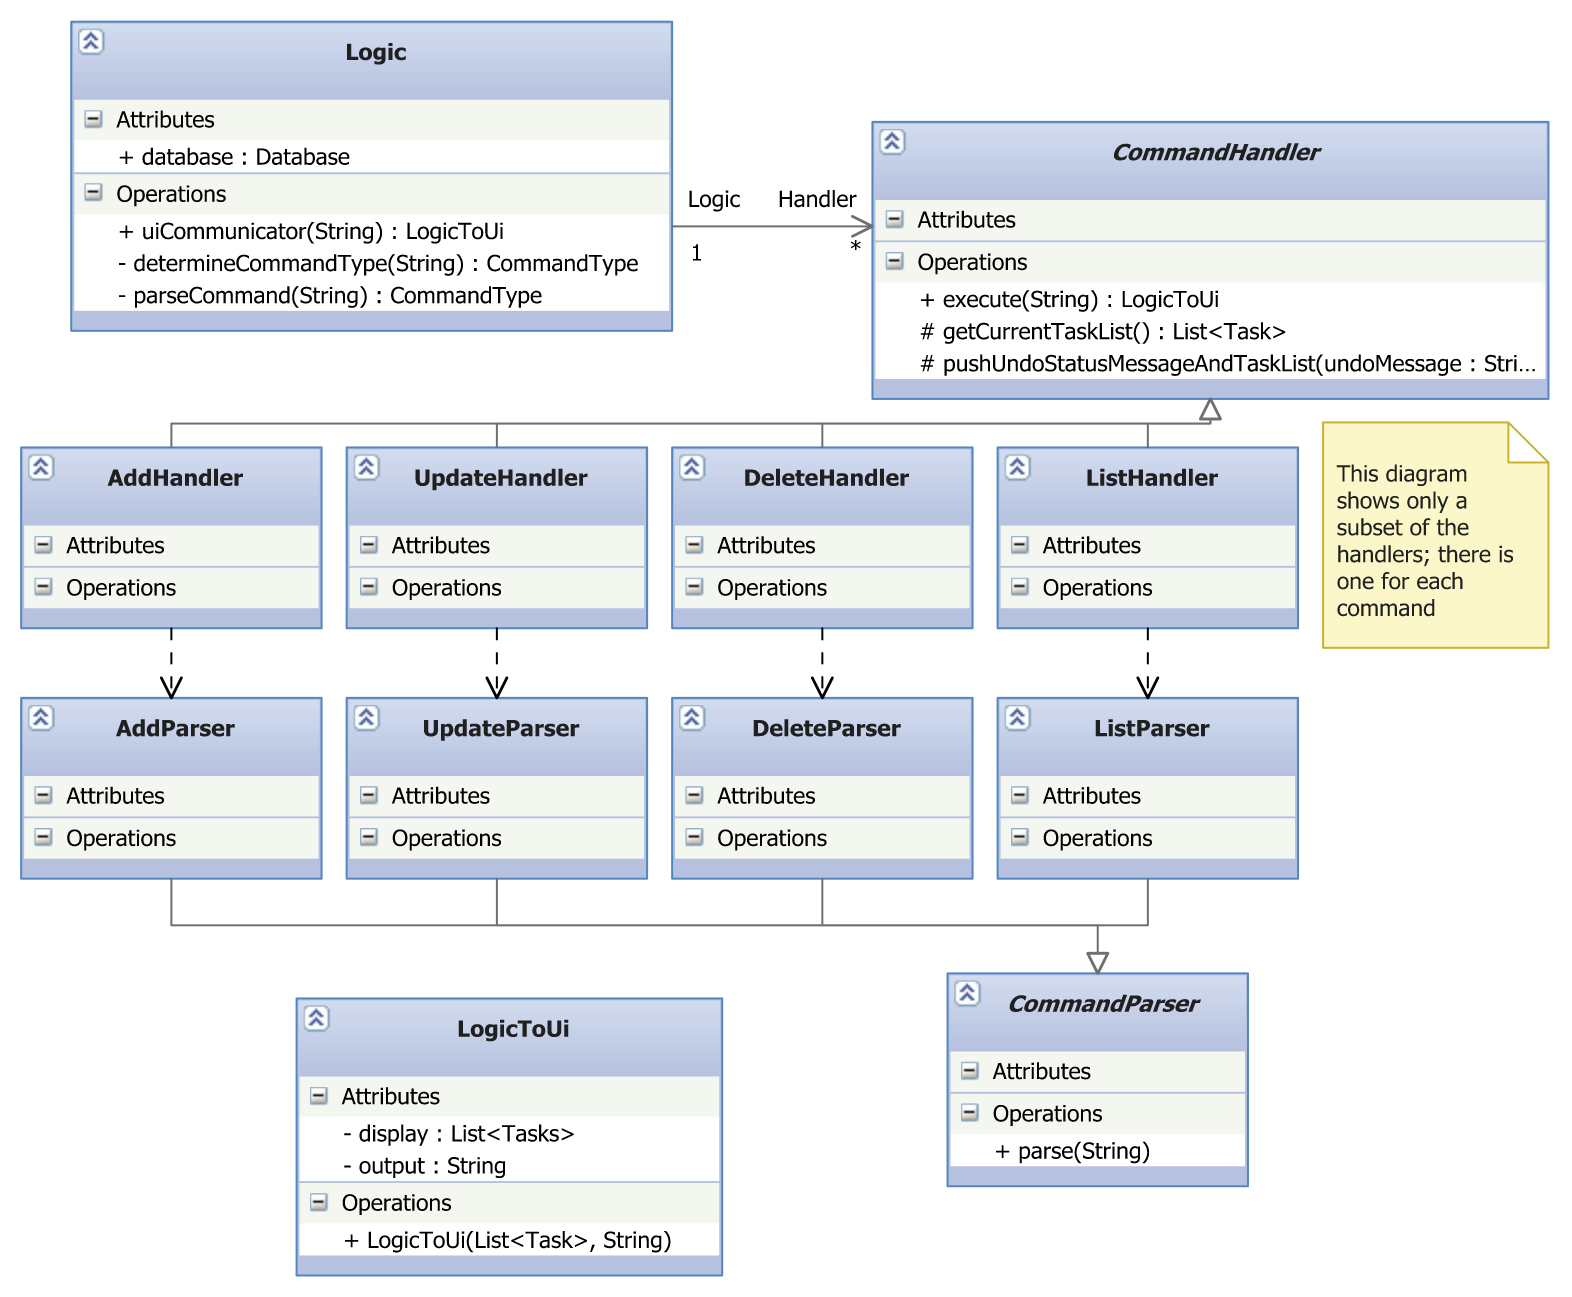 Logic
Attributes
+ database : Database
Operations
+ uiCommunicator(String) : LogicToUi
- determineCommandType(String) : CommandType
- parseCommand(String) : CommandType
Logic Handler
1 *
CommandHandler
Attributes
Operations
+ execute(String) : LogicToUi
# getCurrentTaskList() : List<Task>
# pushUndoStatusMessageAndTaskList(undoMessage : Stri...
AddHandler
Attributes
Operations
UpdateHandler
Attributes
Operations
DeleteHandler
Attributes
Operations
ListHandler
Attributes
Operations
This diagram
shows only a
subset of the
handlers; there is
one for each
command
AddParser
Attributes
Operations
UpdateParser
Attributes
Operations
DeleteParser
Attributes
Operations
ListParser
Attributes
Operations
LogicToUi
Attributes
- display : List<Tasks>
- output : String
Operations
+ LogicToUi(List<Task>, String)
CommandParser
Attributes
Operations
+ parse(String)